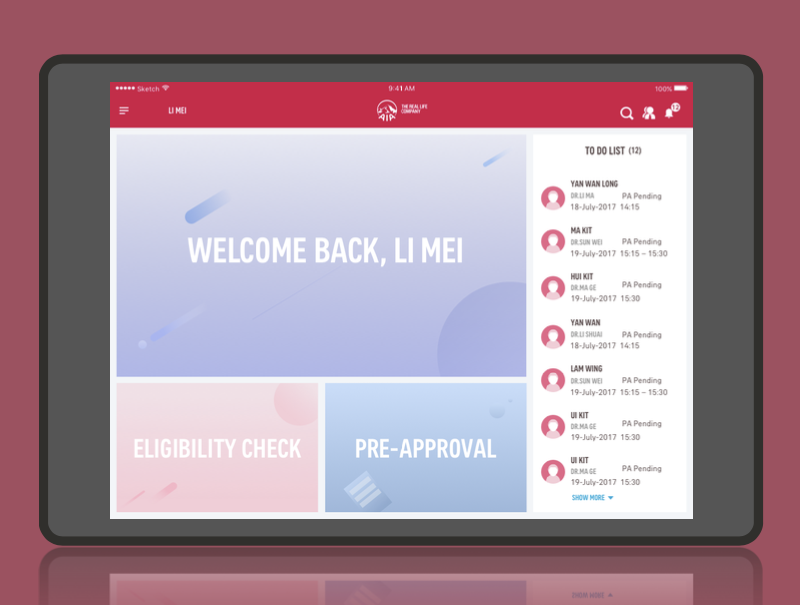 Sketch
9:41 AM
100%
LI MEI
AIA
THE REAL LIFE
COMPANY
12
WELCOME BACK, LI MEI
ELIGIBILITY CHECK
PRE-APPROVAL
TO DO LIST (12)
YAN WAN LONG
DR.LI MA PA Pending
18-July-2017 14:15
MA KIT
DR.SUN WEI PA Pending
19-July-2017 15:15 – 15:30
HUI KIT
DR.MA GE PA Pending
19-July-2017 15:30
YAN WAN
DR.LI SHUAI PA Pending
18-July-2017 14:15
LAM WING
DR.SUN WEI PA Pending
19-July-2017 15:15 – 15:30
UI KIT
DR.MA GE PA Pending
19-July-2017 15:30
UI KIT
DR.MA GE PA Pending
19-July-2017 15:30
SHOW MORE
SHOW MORE